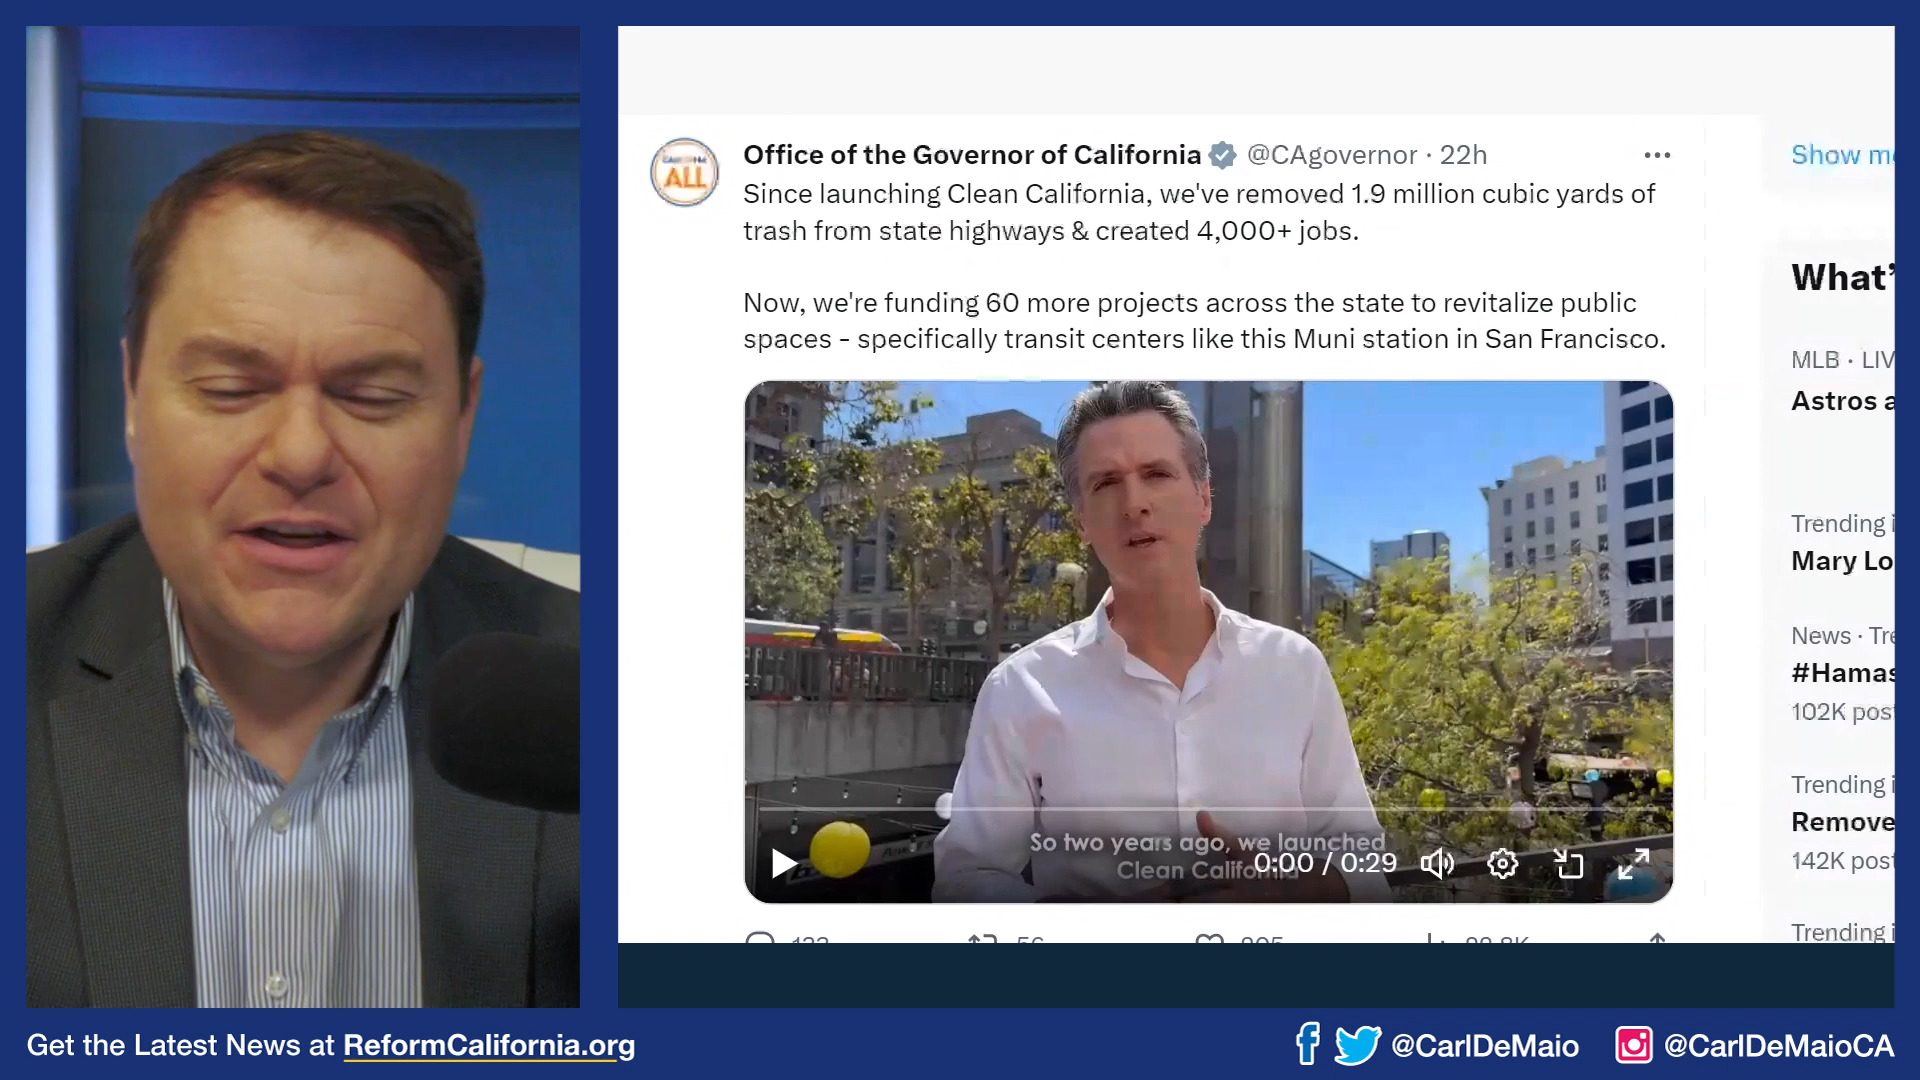 Office of the Governor of California @CAgovernor · 22h
Since launching Clean California, we've removed 1.9 million cubic yards of
trash from state highways & created 4,000+ jobs.
Now, we're funding 60 more projects across the state to revitalize public
spaces - specifically transit centers like this Muni station in San Francisco.
ALL
So two years ago, we launched
Clean California
0:00 / 0:29
Show
What'
MLB · LIV
Astros a
Trending i
Mary Lo
News · Tre
#Hamas
102K post
Trending i
Remove
142K post
Trending i
Get the Latest News at ReformCalifornia.org
@CarlDeMaio
@CarlDeMaioCA